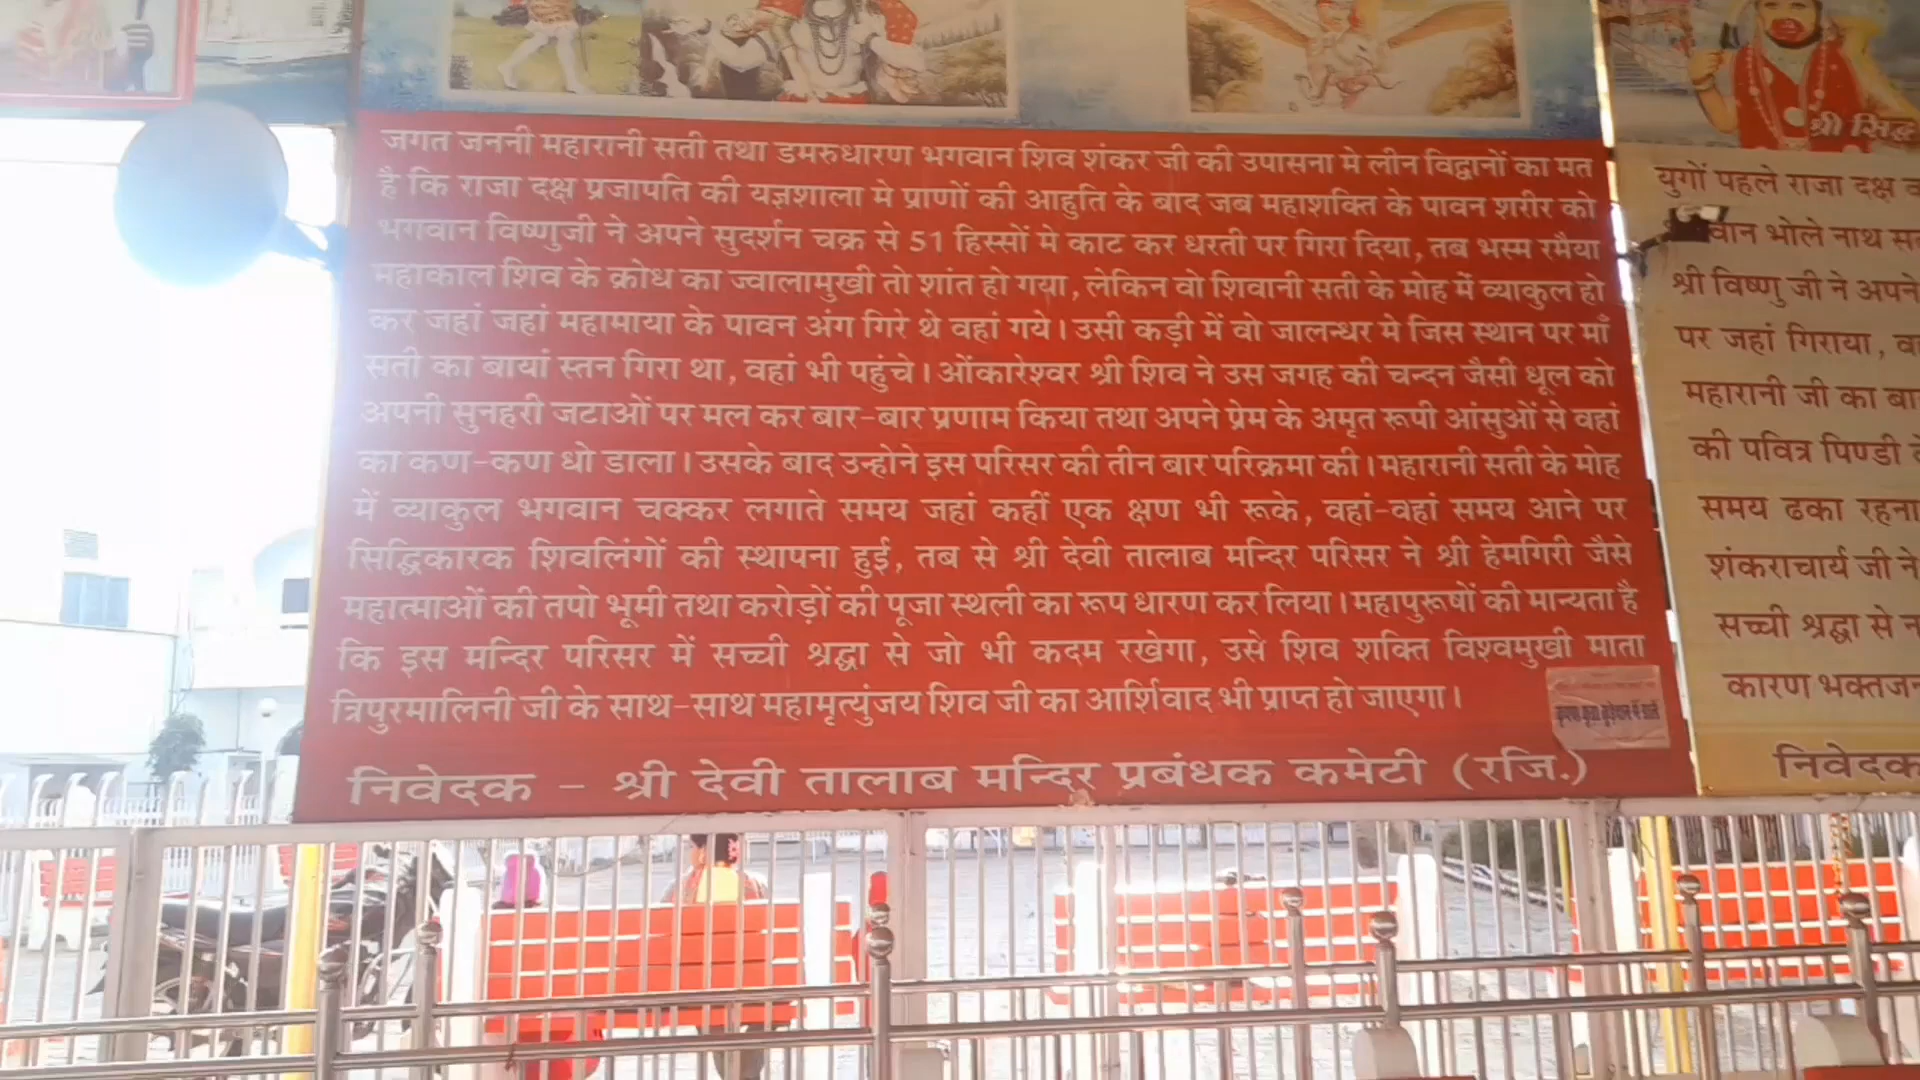 जगत जननी महारानी सती तथा डमरुधारण भगवान शिव शंकर जी की उपासना मे लीन विद्वानों का मत
है कि राजा दक्ष प्रजापति की यज्ञशाला मे प्राणों की आहुति के बाद जब महाशक्ति के पावन शरीर को
भगवान विष्णुजी ने अपने सुदर्शन चक्र से 51 हिस्सों मे काट कर धरती पर गिरा दिया, तब भस्म रमैया
महाकाल शिव के क्रोध का ज्वालामुखी तो शांत हो गया, लेकिन वो शिवानी सती के मोह में व्याकुल हो
कर जहां जहां महामाया के पावन अंग गिरे थे वहां गये। उसी कड़ी में वो जालन्धर मे जिस स्थान पर माँ
सती का बायां स्तन गिरा था, वहां भी पहुंचे। ओंकारेश्वर श्री शिव ने उस जगह की चन्दन जैसी धूल को
अपनी सुनहरी जटाओं पर मल कर बार-बार प्रणाम किया तथा अपने प्रेम के अमृत रूपी आंसुओं से वहां
का कण-कण धो डाला। उसके बाद उन्होने इस परिसर की तीन बार परिक्रमा की। महारानी सती के मोह
में व्याकुल भगवान चक्कर लगाते समय जहां कहीं एक क्षण भी रूके, वहां-वहां समय आने पर
सिद्धिकारक शिवलिंगों की स्थापना हुई, तब से श्री देवी तालाब मन्दिर परिसर ने श्री हेमगिरी जैसे
महात्माओं की तपो भूमी तथा करोड़ों की पूजा स्थली का रूप धारण कर लिया। महापुरूषों की मान्यता है
कि इस मन्दिर परिसर में सच्ची श्रद्धा से जो भी कदम रखेगा, उसे शिव शक्ति विश्वमुखी माता
त्रिपुरमालिनी जी के साथ-साथ महामृत्युंजय शिव जी का आर्शिवाद भी प्राप्त हो जाएगा।
निवेदक - श्री देवी तालाब मन्दिर प्रबंधक कमेटी (रजि.)
श्री सिद्ध
युगों पहले राजा दक्ष
भोले नाथ
श्री विष्णु जी ने अपने
पर जहां गिराया,
महारानी जी का
की पवित्र पिण्डी
समय ढका रहना
शंकराचार्य जी ने
सच्ची श्रद्धा से
कारण
निवेदक